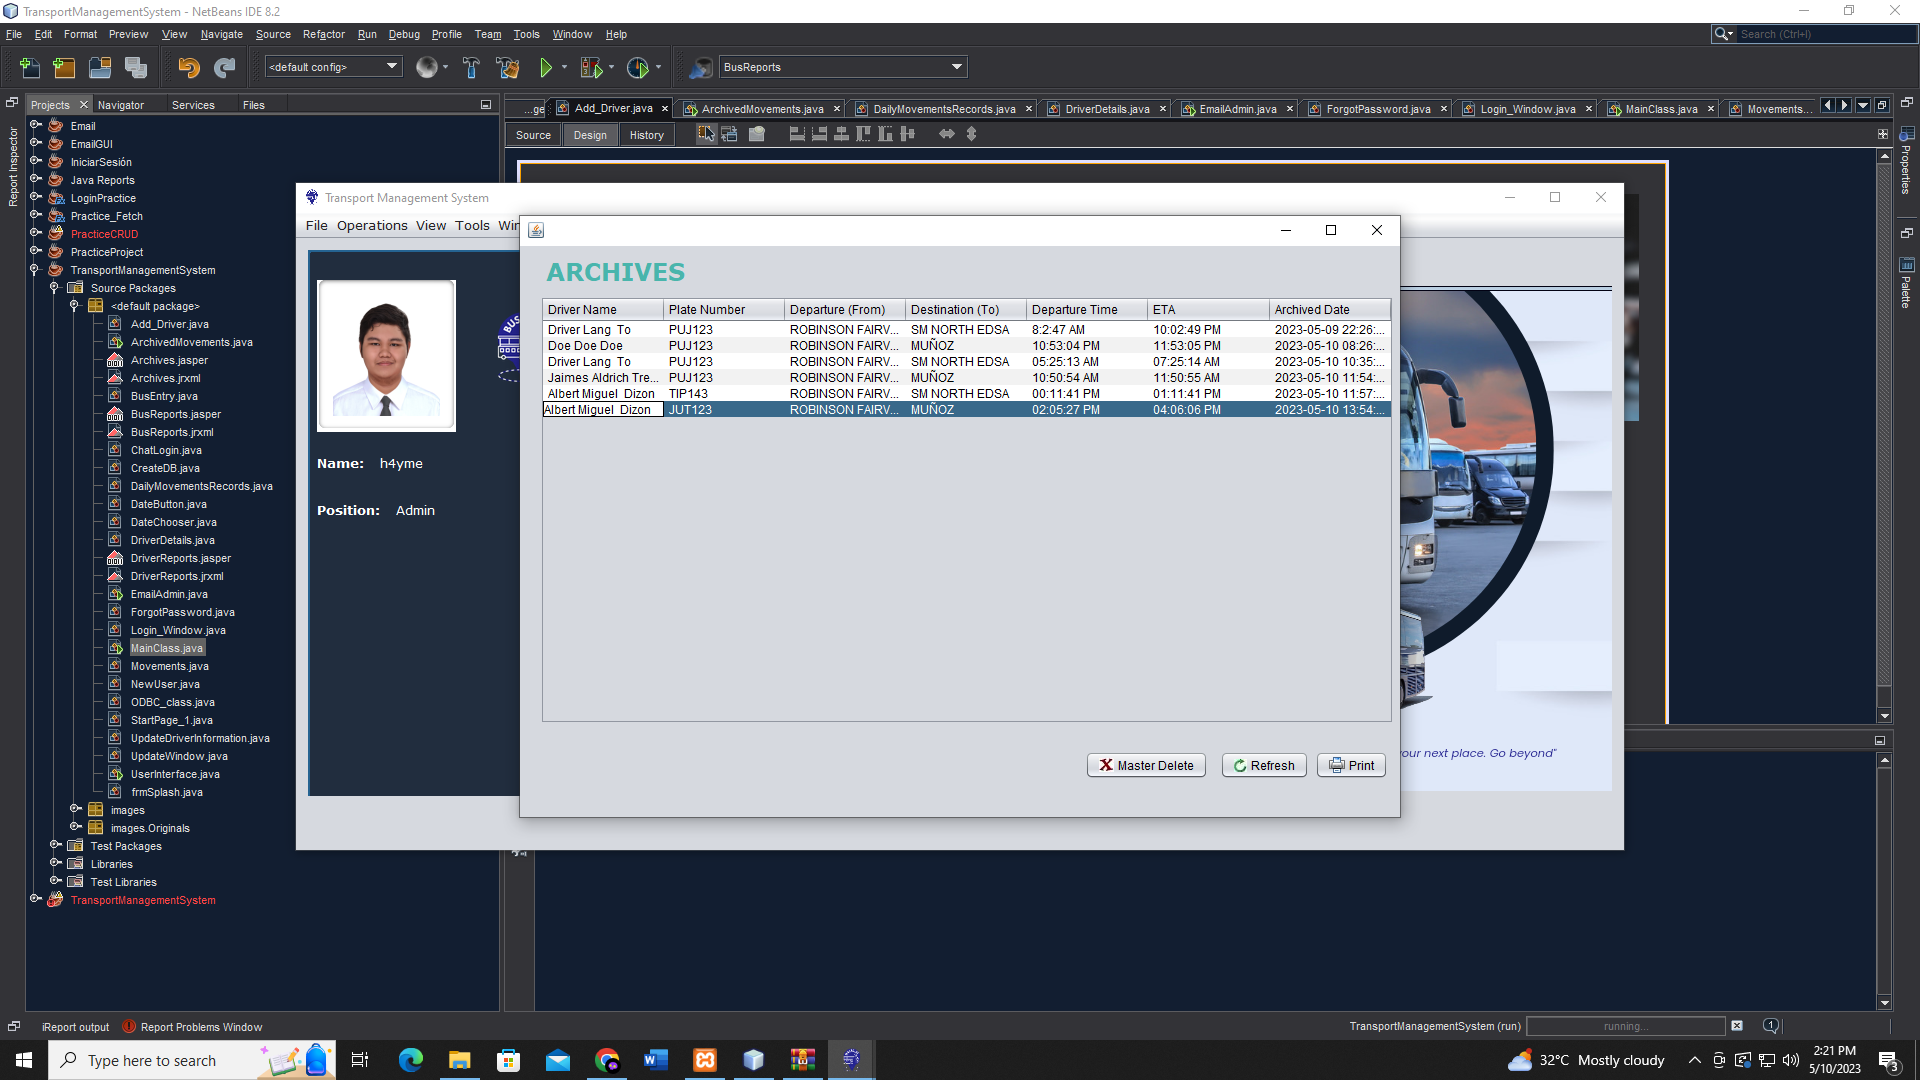 TransportManagementSystem - NetBeans IDE 8.2
File Edit Format Preview View Navigate Source Refactor Run Debug Profile Team Tools Window Help
Search (Ctrl+I)
<default config>
BusReports
Projects Navigator Services Files
...ge Add_Driver.java ArchivedMovements.java DailyMovementsRecords.java DriverDetails.java EmailAdmin.java ForgotPassword.java Login_Window.java MainClass.java Movements...
Source Design History
Report Inspector
Properties
Palette
Email
EmailGUI
IniciarSesión
Java Reports
LoginPractice
Practice_Fetch
PracticeCRUD
PracticeProject
TransportManagementSystem
Source Packages
<default package>
Add_Driver.java
ArchivedMovements.java
Archives.jasper
Archives.jrxml
BusEntry.java
BusReports.jasper
BusReports.jrxml
ChatLogin.java
CreateDB.java
DailyMovementsRecords.java
DateButton.java
DateChooser.java
DriverDetails.java
DriverReports.jasper
DriverReports.jrxml
EmailAdmin.java
ForgotPassword.java
Login_Window.java
MainClass.java
Movements.java
NewUser.java
ODBC_class.java
StartPage_1.java
UpdateDriverInformation.java
UpdateWindow.java
UserInterface.java
frmSplash.java
images
images.Originals
Test Packages
Libraries
Test Libraries
TransportManagementSystem
Transport Management System
File Operations View Tools Win
Name: h4yme
Position: Admin
BUS
ARCHIVES
Driver Name Plate Number Departure (From) Destination (To) Departure Time ETA Archived Date
Driver Lang To PUJ123 ROBINSON FAIRV... SM NORTH EDSA 8:2:47 AM 10:02:49 PM 2023-05-09 22:26:...
Doe Doe Doe PUJ123 ROBINSON FAIRV... MUÑOZ 10:53:04 PM 11:53:05 PM 2023-05-10 08:26:...
Driver Lang To PUJ123 ROBINSON FAIRV... SM NORTH EDSA 05:25:13 AM 07:25:14 AM 2023-05-10 10:35:...
Jaimes Aldrich Tre... PUJ123 ROBINSON FAIRV... MUÑOZ 10:50:54 AM 11:50:55 AM 2023-05-10 11:54:...
Albert Miguel Dizon TIP143 ROBINSON FAIRV... SM NORTH EDSA 00:11:41 PM 01:11:41 PM 2023-05-10 11:57:...
Albert Miguel Dizon JUT123 ROBINSON FAIRV... MUÑOZ 02:05:27 PM 04:06:06 PM 2023-05-10 13:54:...
Master Delete Refresh Print
our next place. Go beyond"
iReport output Report Problems Window
TransportManagementSystem (run) running... 1
Type here to search
32°C Mostly cloudy
2:21 PM
5/10/2023
3